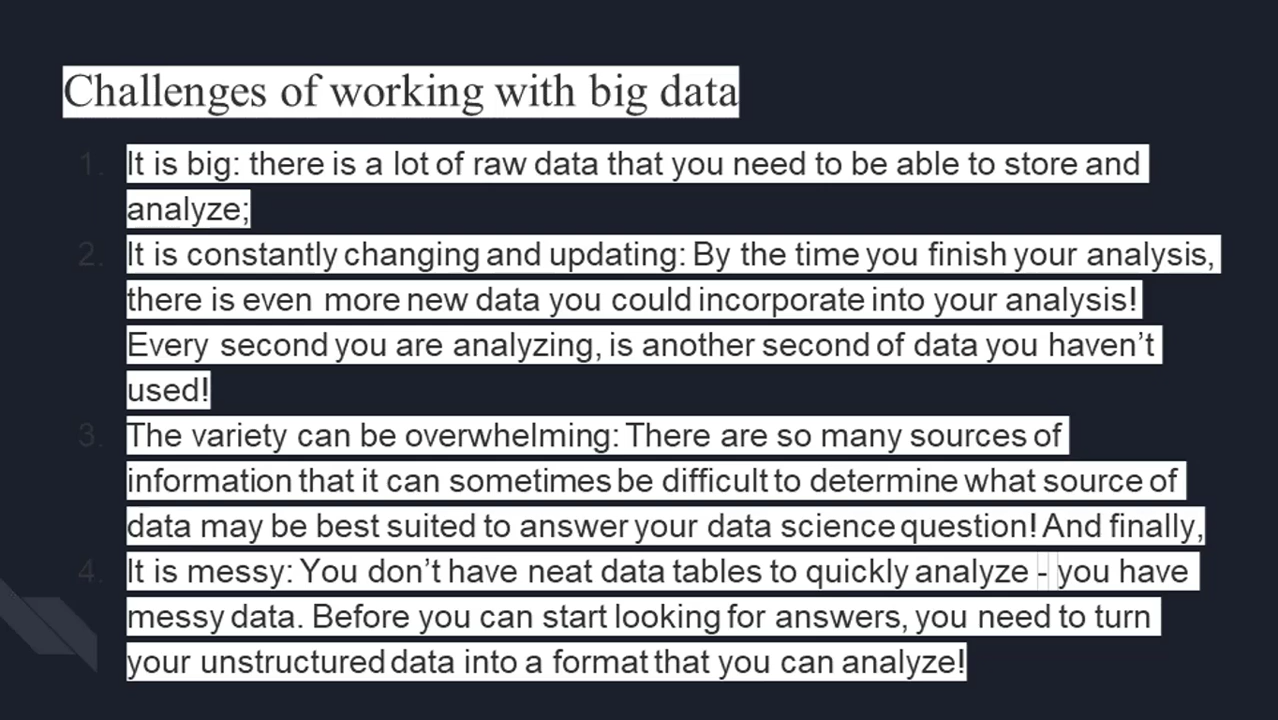 Challenges of working with big data
1. It is big: there is a lot of raw data that you need to be able to store and
analyze;
2. It is constantly changing and updating: By the time you finish your analysis,
there is even more new data you could incorporate into your analysis!
Every second you are analyzing, is another second of data you haven’t
used!
3. The variety can be overwhelming: There are so many sources of
information that it can sometimes be difficult to determine what source of
data may be best suited to answer your data science question! And finally,
4. It is messy: You don’t have neat data tables to quickly analyze - you have
messy data. Before you can start looking for answers, you need to turn
your unstructured data into a format that you can analyze!